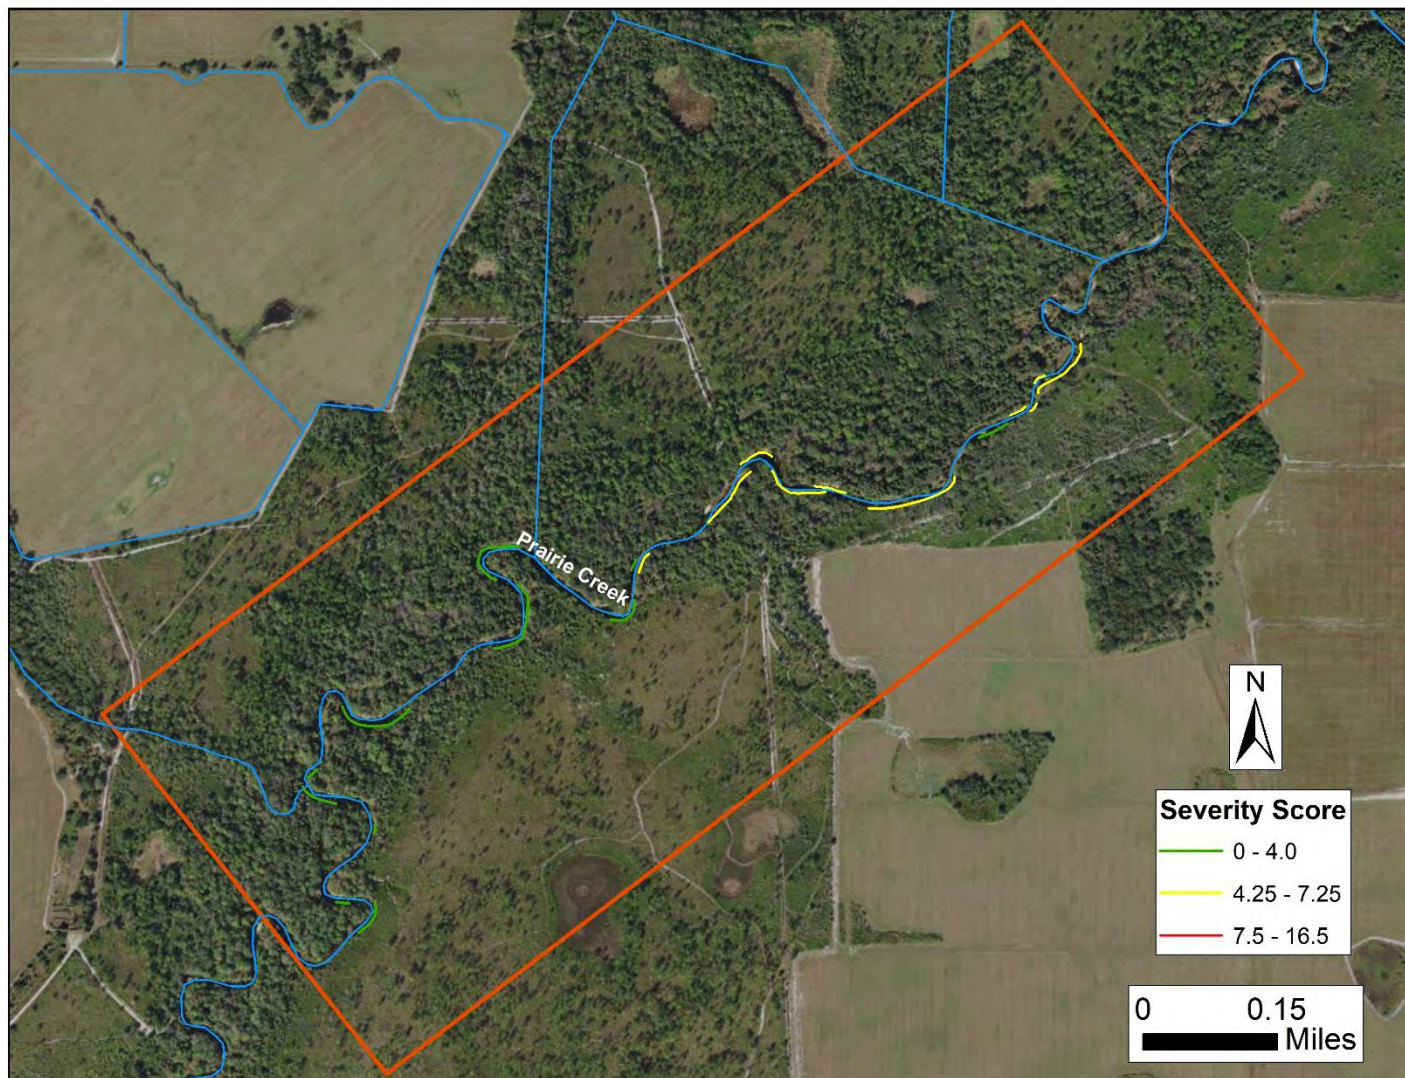 Prairie Creek
N
Severity Score
0 - 4.0
4.25 - 7.25
7.5 - 16.5
0 0.15
Miles